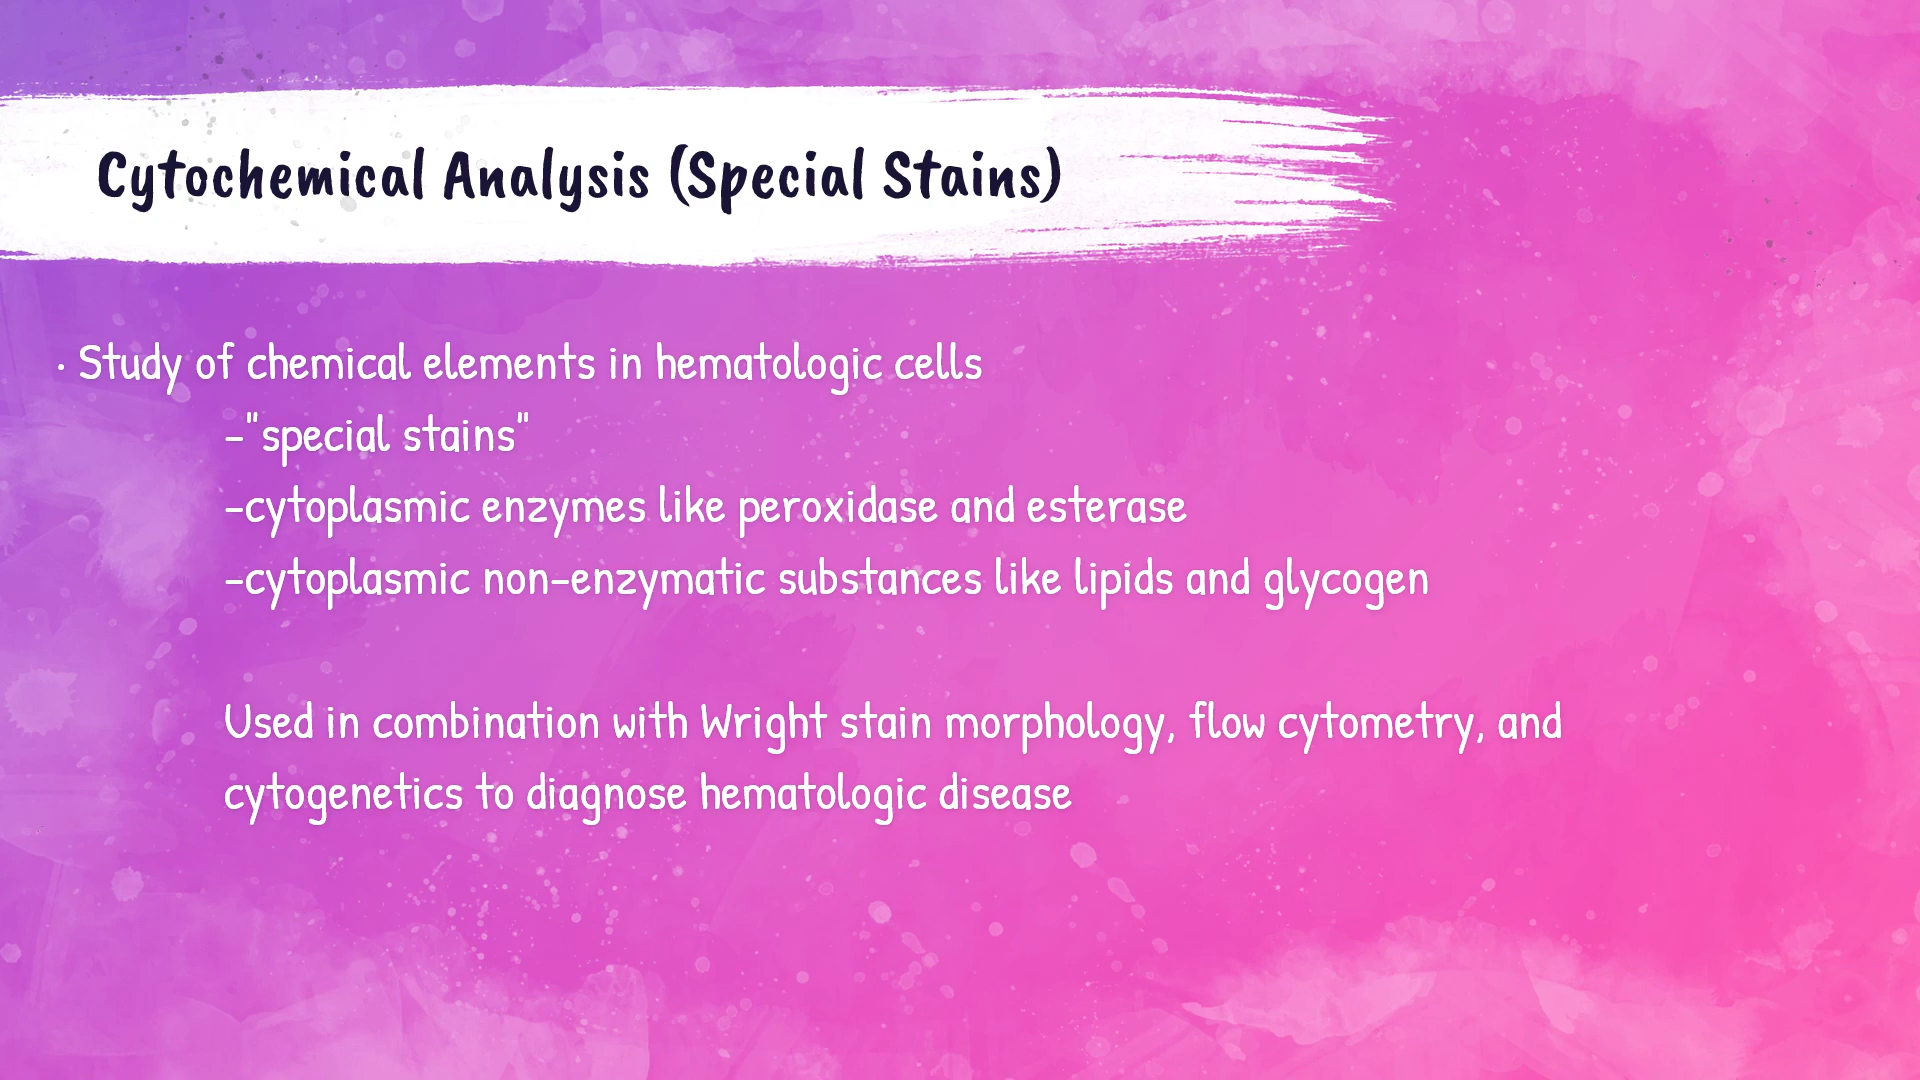 Cytochemical Analysis (Special Stains)
· Study of chemical elements in hematologic cells
-"special stains"
-cytoplasmic enzymes like peroxidase and esterase
-cytoplasmic non-enzymatic substances like lipids and glycogen
Used in combination with Wright stain morphology, flow cytometry, and
cytogenetics to diagnose hematologic disease